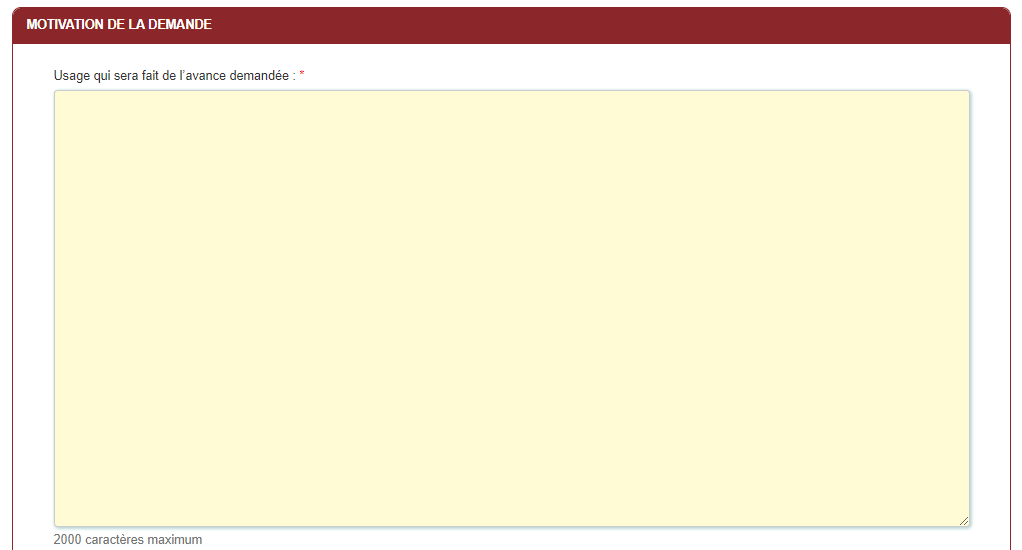 MOTIVATION DE LA DEMANDE
Usage qui sera fait de l'avance demandée : *
2000 caractères maximum